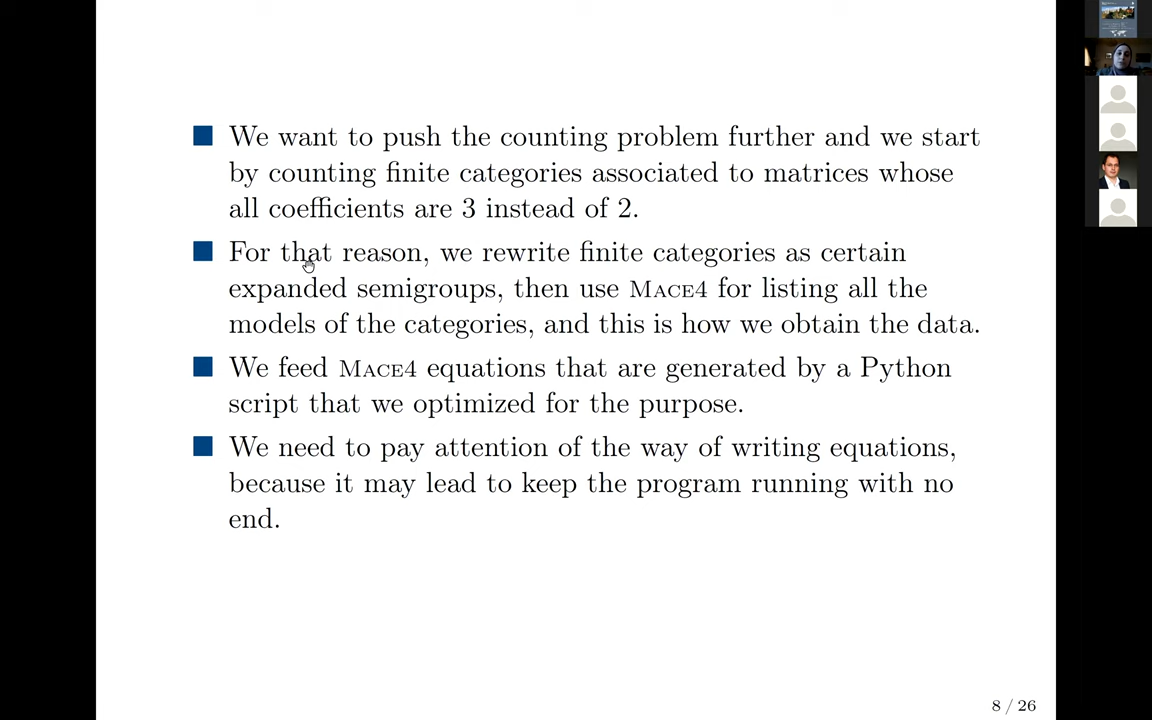 We want to push the counting problem further and we start
by counting finite categories associated to matrices whose
all coefficients are 3 instead of 2.
For that reason, we rewrite finite categories as certain
expanded semigroups, then use MACE4 for listing all the
models of the categories, and this is how we obtain the data.
We feed MACE4 equations that are generated by a Python
script that we optimized for the purpose.
We need to pay attention of the way of writing equations,
because it may lead to keep the program running with no
end.
8 / 26